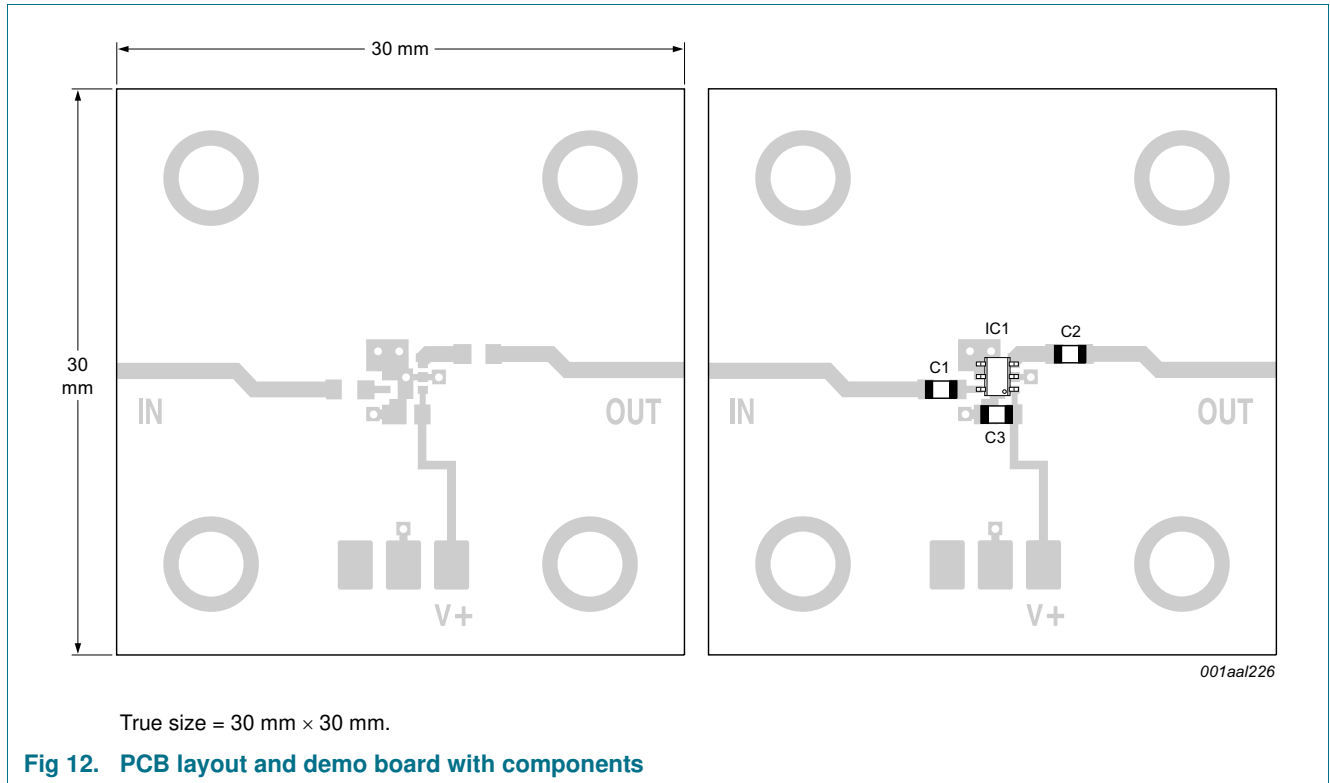 30 mm
30
mm
IN
OUT
V+
IC1
C2
C1
C3
IN
OUT
V+
001aal226
True size = 30 mm × 30 mm.
Fig 12. PCB layout and demo board with components